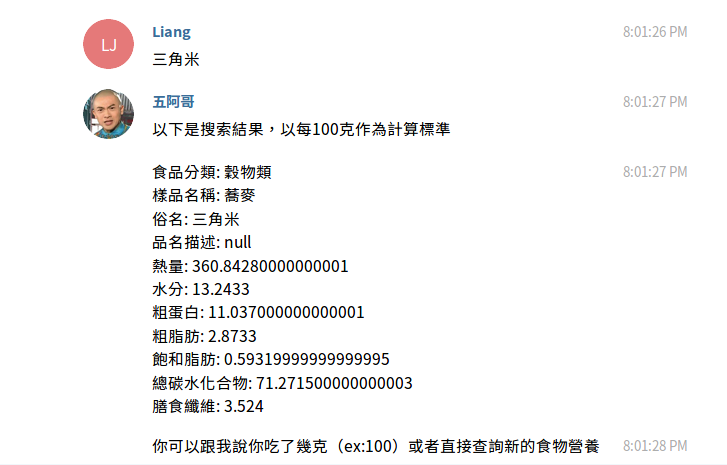 LJ
Liang 8:01:26 PM
三角米
五阿哥 8:01:27 PM
以下是搜索結果，以每100克作為計算標準
食品分類: 穀物類 8:01:27 PM
樣品名稱: 蕎麥
俗名: 三角米
品名描述: null
熱量: 360.84280000000001
水分: 13.2433
粗蛋白: 11.037000000000001
粗脂肪: 2.8733
飽和脂肪: 0.59319999999999995
總碳水化合物: 71.271500000000003
膳食纖維: 3.524
你可以跟我說你吃了幾克（ex:100）或者直接查詢新的食物營養 8:01:28 PM